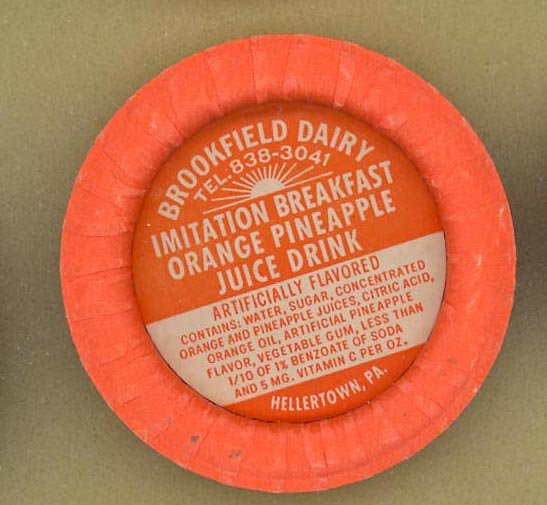 BROOKFIELD DAIRY
TEL. 838-3041
IMITATION BREAKFAST
ORANGE PINEAPPLE
JUICE DRINK
ARTIFICIALLY FLAVORED
CONTAINS: WATER, SUGAR, CONCENTRATED
ORANGE AND PINEAPPLE JUICES, CITRIC ACID,
ORANGE OIL, ARTIFICIAL PINEAPPLE
FLAVOR, VEGETABLE GUM, LESS THAN
1/10 OF 1% BENZOATE OF SODA
AND 5 MG. VITAMIN C PER OZ.
HELLERTOWN, PA.